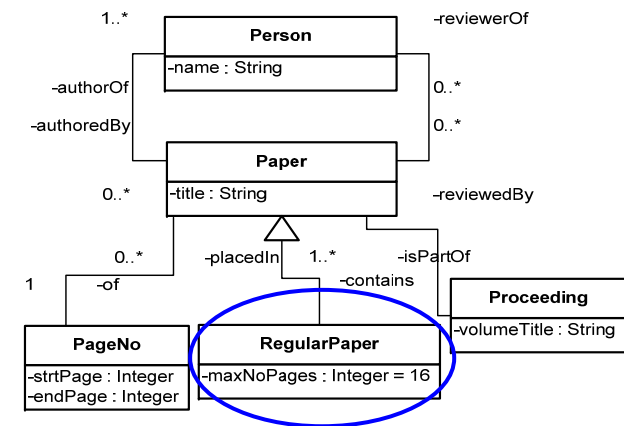 1..*
-reviewerOf
Person
-name : String
-authorOf
0..*
-authoredBy
0..*
Paper
0..*
-title : String
-reviewedBy
0..*
-placedIn
1..*
-isPartOf
1
-of
-contains
Proceeding
-volumeTitle : String
PageNo
-strtPage : Integer
-endPage : Integer
RegularPaper
-maxNoPages : Integer = 16